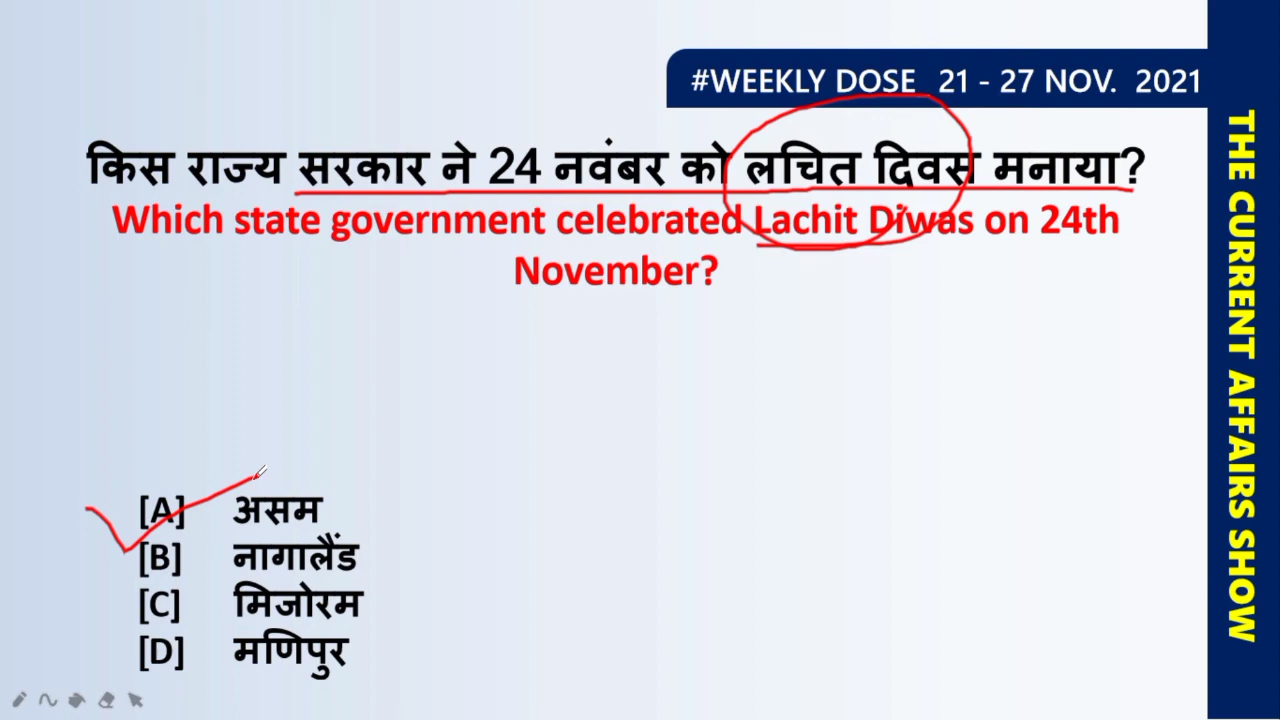 #WEEKLY DOSE 21 - 27 NOV. 2021
किस राज्य सरकार ने 24 नवंबर को लचित दिवस मनाया?
Which state government celebrated Lachit Diwas on 24th
November?
[A] असम
[B] नागालैंड
[C] मिजोरम
[D] मणिपुर
THE CURRENT AFFAIRS SHOW